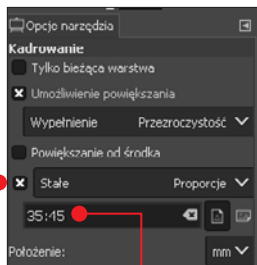 Opcje narzędzia
Kadrowanie
Tylko bieżąca warstwa
Umożliwienie powiększania
Wypełnienie Przezroczystość
Powiększanie od środka
Stałe Proporcje
35:45
Położenie: mm